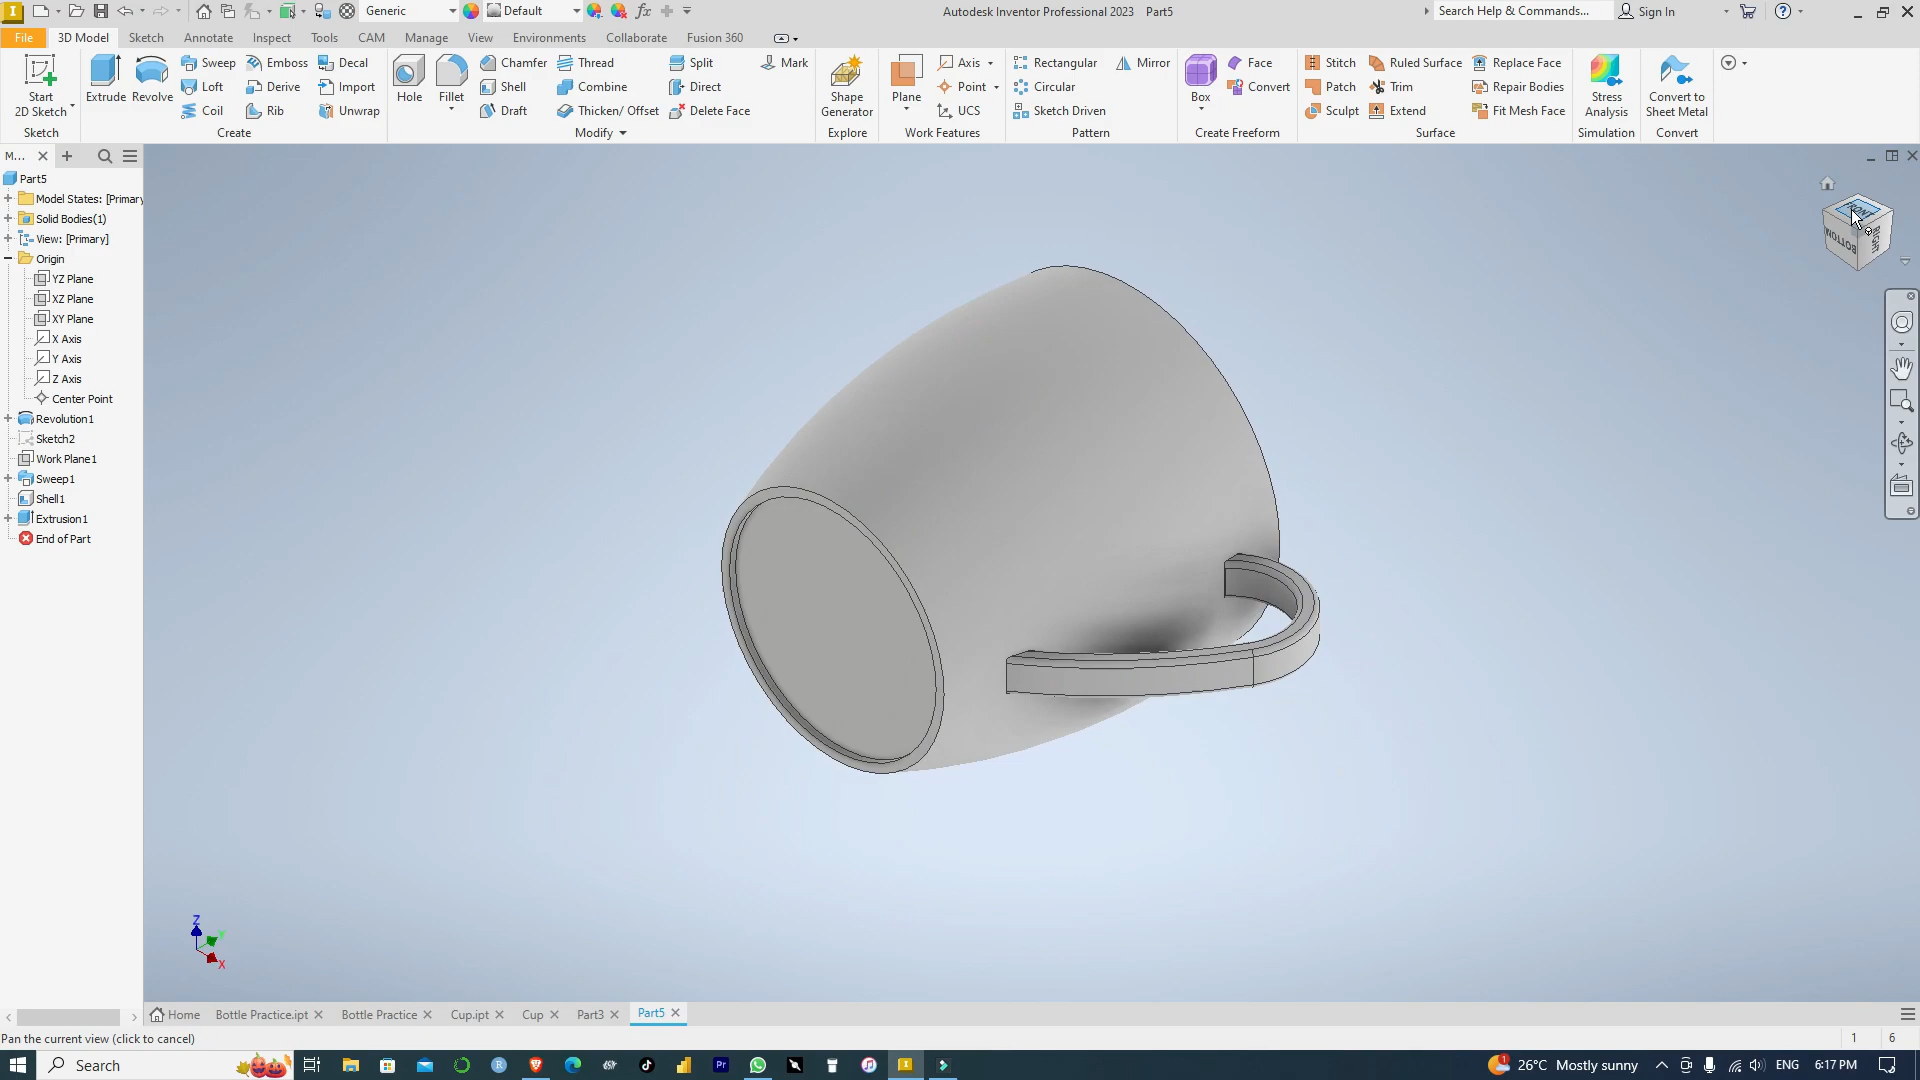 Generic
Default
fx
Autodesk Inventor Professional 2023 Part5
Search Help & Commands...
Sign In
File
3D Model
Sketch
Annotate
Inspect
Tools
CAM
Manage
View
Environments
Collaborate
Fusion 360
Start
2D Sketch
Extrude
Revolve
Sweep
Loft
Coil
Emboss
Derive
Rib
Decal
Import
Unwrap
Hole
Fillet
Chamfer
Shell
Draft
Thread
Combine
Thicken/ Offset
Split
Direct
Delete Face
Mark
Shape
Generator
Plane
Axis
Point
UCS
Rectangular
Circular
Sketch Driven
Mirror
Box
Face
Convert
Stitch
Patch
Sculpt
Ruled Surface
Trim
Extend
Replace Face
Repair Bodies
Fit Mesh Face
Stress
Analysis
Convert to
Sheet Metal
Sketch
Create
Modify
Explore
Work Features
Pattern
Create Freeform
Surface
Simulation
Convert
M...
Part5
Model States: [Primary
Solid Bodies(1)
View: [Primary]
Origin
YZ Plane
XZ Plane
XY Plane
X Axis
Y Axis
Z Axis
Center Point
Revolution1
Sketch2
Work Plane1
Sweep1
Shell1
Extrusion1
End of Part
FRONT
BOTTOM
RIGHT
Z
Y
X
Home
Bottle Practice.ipt
Bottle Practice
Cup.ipt
Cup
Part3
Part5
Pan the current view (click to cancel)
1
6
Search
26°C Mostly sunny
ENG
6:17 PM